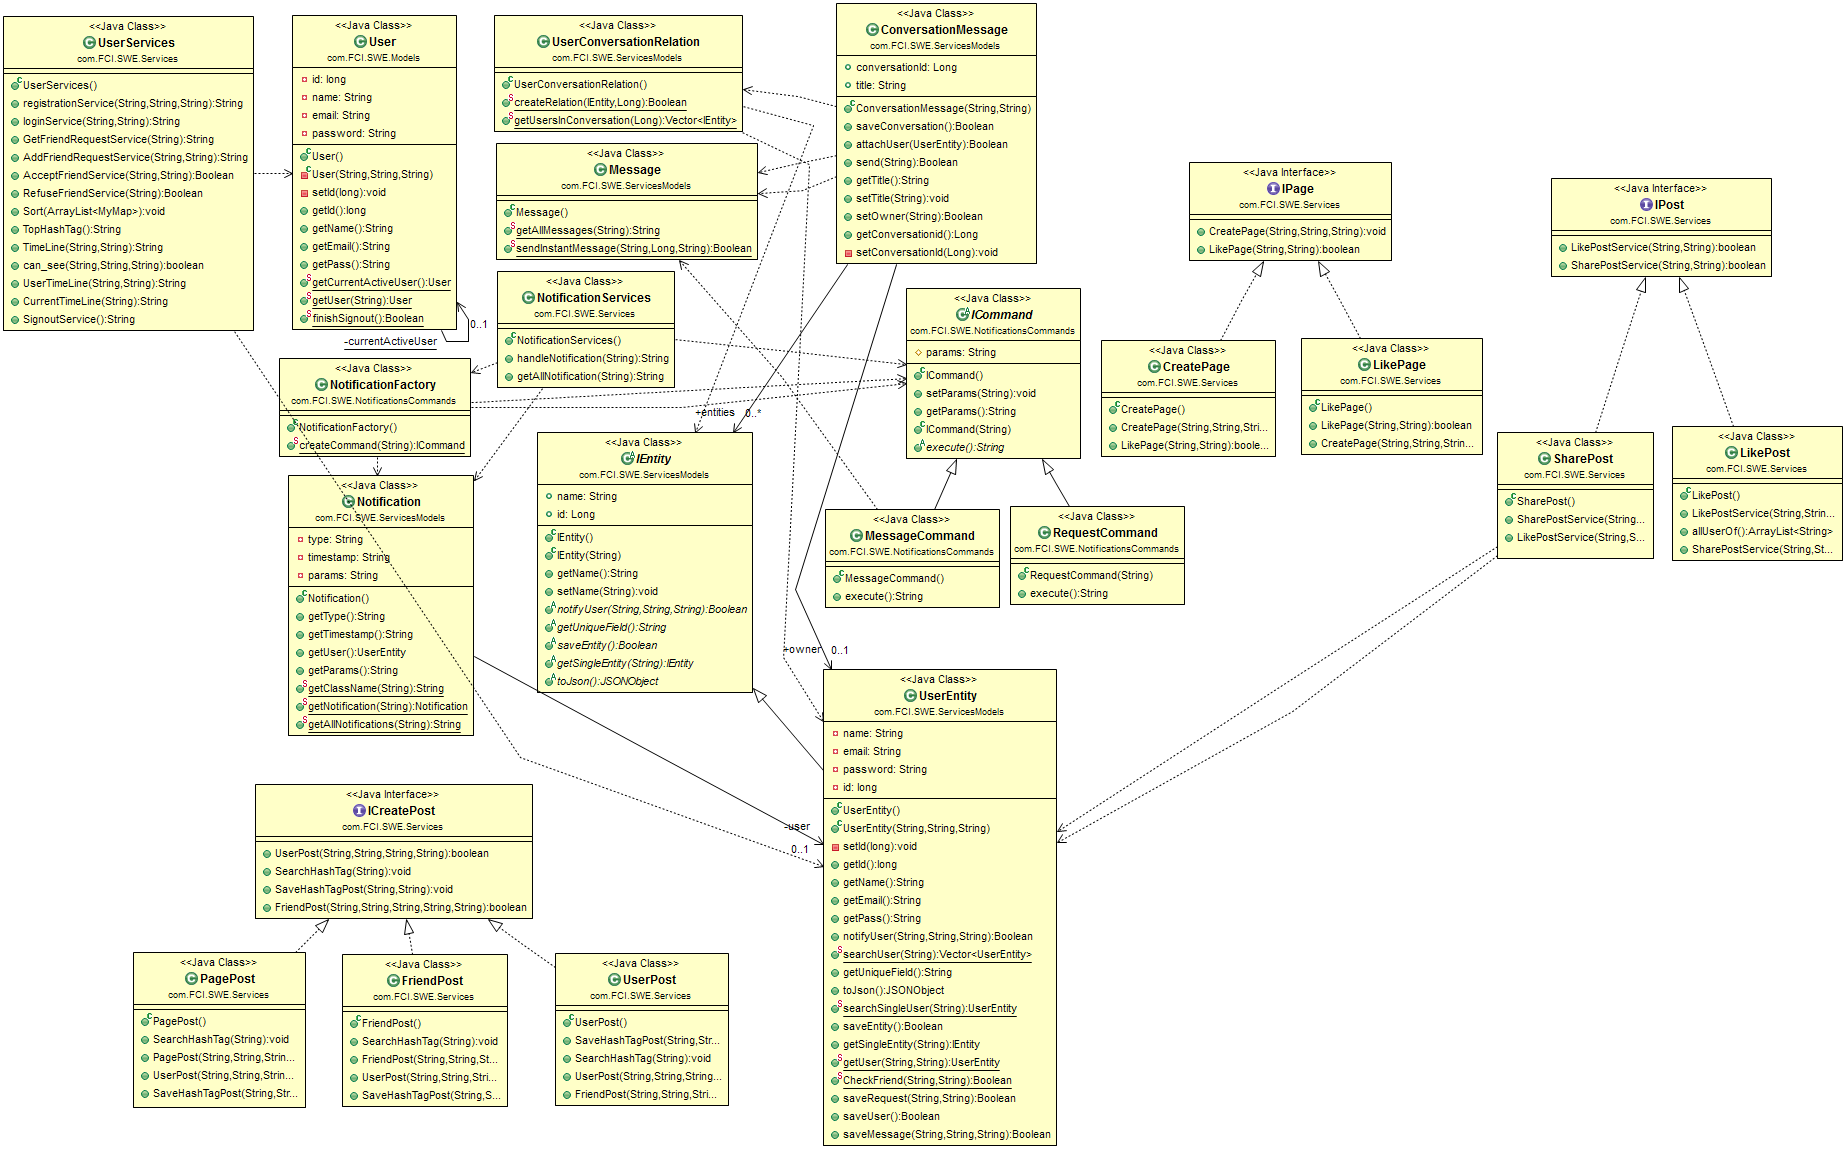 <<Java Class>>
UserServices
com.FCI.SWE.Services
UserServices()
registrationService(String,String,String):String
loginService(String,String):String
GetFriendRequestService(String):String
AddFriendRequestService(String,String):String
AcceptFriendService(String,String):Boolean
RefuseFriendService(String):Boolean
Sort(ArrayList<MyMap>):void
TopHashTag():String
TimeLine(String,String):String
can_see(String,String,String):boolean
UserTimeLine(String,String):String
CurrentTimeLine(String):String
SignoutService():String
<<Java Class>>
User
com.FCI.SWE.Models
id: long
name: String
email: String
password: String
User()
User(String,String,String)
setId(long):void
getId():long
getName():String
getEmail():String
getPass():String
getCurrentActiveUser():User
getUser(String):User
finishSignout():Boolean
0..1
-currentActiveUser
<<Java Class>>
UserConversationRelation
com.FCI.SWE.ServicesModels
UserConversationRelation()
createRelation(IEntity,Long):Boolean
getUsersInConversation(Long):Vector<IEntity>
<<Java Class>>
Message
com.FCI.SWE.ServicesModels
Message()
getAllMessages(String):String
sendInstantMessage(String,Long,String):Boolean
<<Java Class>>
ConversationMessage
com.FCI.SWE.ServicesModels
conversationId: Long
title: String
ConversationMessage(String,String)
saveConversation():Boolean
attachUser(UserEntity):Boolean
send(String):Boolean
getTitle():String
setTitle(String):void
setOwner(String):Boolean
getConversationid():Long
setConversationId(Long):void
<<Java Interface>>
IPage
com.FCI.SWE.Services
CreatePage(String,String,String):void
LikePage(String,String):boolean
<<Java Interface>>
IPost
com.FCI.SWE.Services
LikePostService(String,String):boolean
SharePostService(String,String):boolean
<<Java Class>>
NotificationServices
com.FCI.SWE.Services
NotificationServices()
handleNotification(String):String
getAllNotification(String):String
<<Java Class>>
ICommand
com.FCI.SWE.NotificationsCommands
params: String
ICommand()
setParams(String):void
getParams():String
ICommand(String)
execute():String
<<Java Class>>
NotificationFactory
com.FCI.SWE.NotificationsCommands
NotificationFactory()
createCommand(String):ICommand
<<Java Class>>
CreatePage
com.FCI.SWE.Services
CreatePage()
CreatePage(String,String,Stri...
LikePage(String,String):boole...
<<Java Class>>
LikePage
com.FCI.SWE.Services
LikePage()
LikePage(String,String):boolean
CreatePage(String,String,Strin...
+entities
0..*
<<Java Class>>
IEntity
com.FCI.SWE.ServicesModels
name: String
id: Long
IEntity()
IEntity(String)
getName():String
setName(String):void
notifyUser(String,String,String):Boolean
getUniqueField():String
saveEntity():Boolean
getSingleEntity(String):IEntity
toJson():JSONObject
<<Java Class>>
SharePost
com.FCI.SWE.Services
SharePost()
SharePostService(String...
LikePostService(String,S...
<<Java Class>>
LikePost
com.FCI.SWE.Services
LikePost()
LikePostService(String,Strin...
allUserOf():ArrayList<String>
SharePostService(String,St...
<<Java Class>>
Notification
com.FCI.SWE.ServicesModels
type: String
timestamp: String
params: String
Notification()
getType():String
getTimestamp():String
getUser():UserEntity
getParams():String
getClassName(String):String
getNotification(String):Notification
getAllNotifications(String):String
<<Java Class>>
MessageCommand
com.FCI.SWE.NotificationsCommands
MessageCommand()
execute():String
<<Java Class>>
RequestCommand
com.FCI.SWE.NotificationsCommands
RequestCommand(String)
execute():String
+owner
0..1
<<Java Class>>
UserEntity
com.FCI.SWE.ServicesModels
name: String
email: String
password: String
id: long
UserEntity()
UserEntity(String,String,String)
setId(long):void
getId():long
getName():String
getEmail():String
getPass():String
notifyUser(String,String,String):Boolean
searchUser(String):Vector<UserEntity>
getUniqueField():String
toJson():JSONObject
searchSingleUser(String):UserEntity
saveEntity():Boolean
getSingleEntity(String):IEntity
getUser(String,String):UserEntity
CheckFriend(String,String):Boolean
saveRequest(String,String):Boolean
saveUser():Boolean
saveMessage(String,String,String):Boolean
-user
0..1
<<Java Interface>>
ICreatePost
com.FCI.SWE.Services
UserPost(String,String,String,String):boolean
SearchHashTag(String):void
SaveHashTagPost(String,String):void
FriendPost(String,String,String,String,String):boolean
<<Java Class>>
PagePost
com.FCI.SWE.Services
PagePost()
SearchHashTag(String):void
PagePost(String,String,Strin...
UserPost(String,String,Strin...
SaveHashTagPost(String,Str...
<<Java Class>>
FriendPost
com.FCI.SWE.Services
FriendPost()
SearchHashTag(String):void
FriendPost(String,String,St...
UserPost(String,String,Stri...
SaveHashTagPost(String,S...
<<Java Class>>
UserPost
com.FCI.SWE.Services
UserPost()
SaveHashTagPost(String,Str...
SearchHashTag(String):void
UserPost(String,String,String...
FriendPost(String,String,Stri...